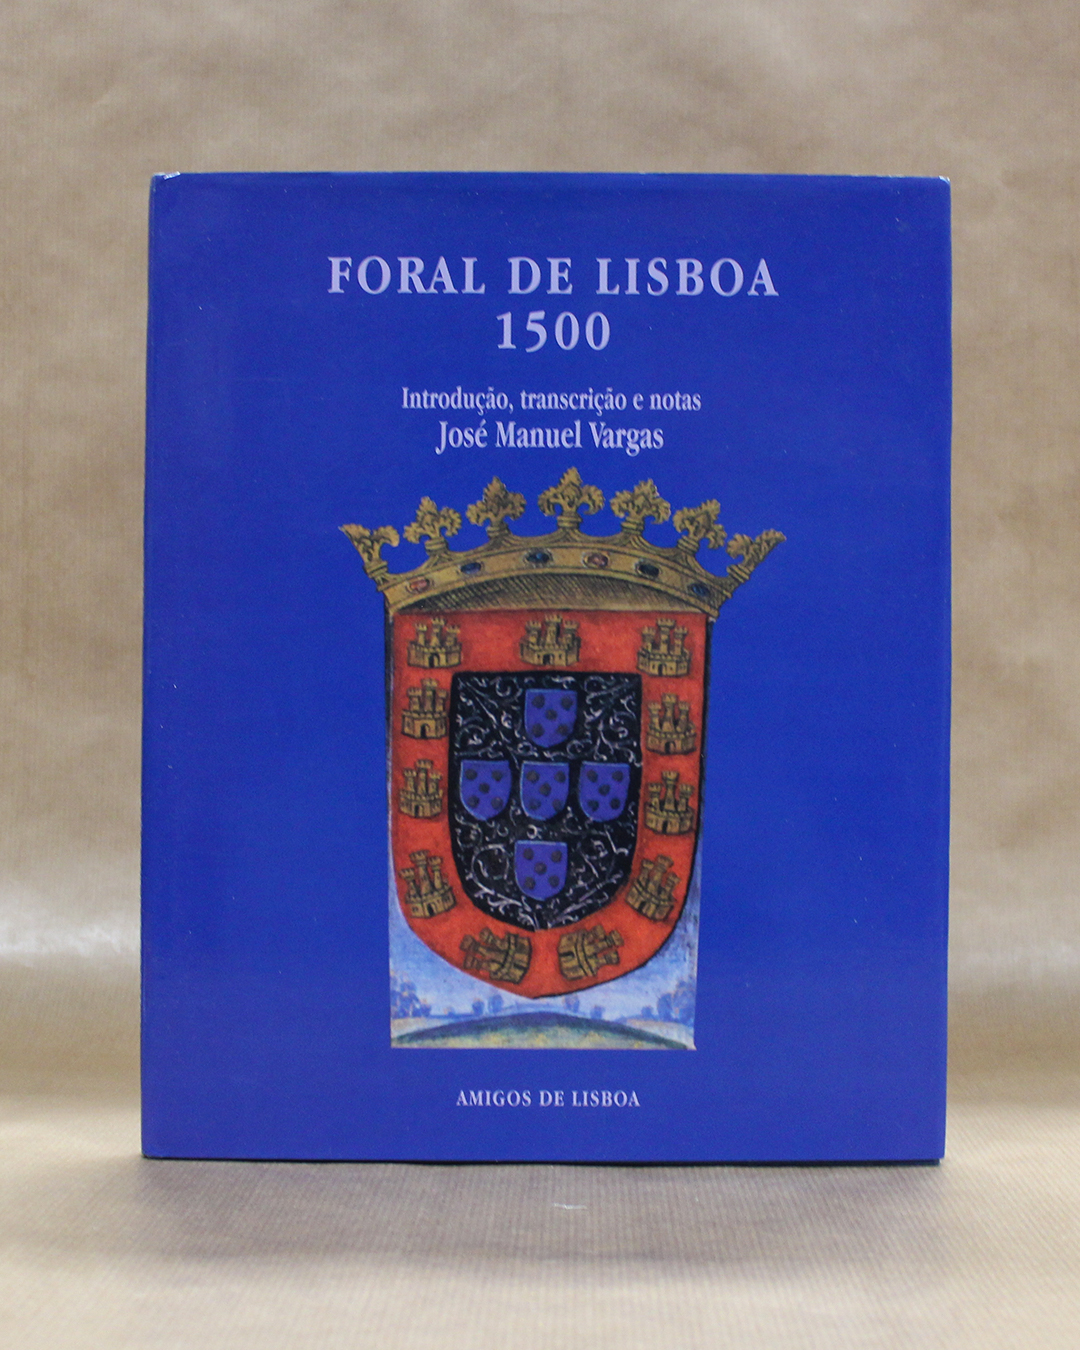 FORAL DE LISBOA
1500
Introdução, transcrição e notas
José Manuel Vargas
AMIGOS DE LISBOA